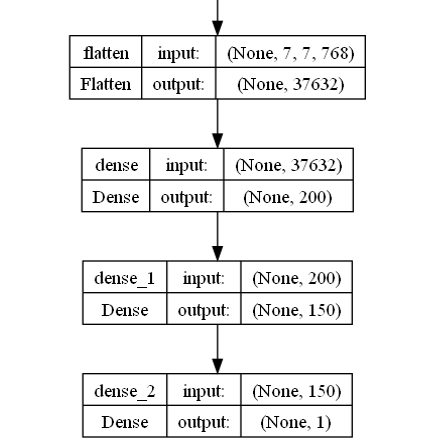 flatten input: (None, 7, 7, 768)
Flatten output: (None, 37632)
dense input: (None, 37632)
Dense output: (None, 200)
dense_1 input: (None, 200)
Dense output: (None, 150)
dense_2 input: (None, 150)
Dense output: (None, 1)